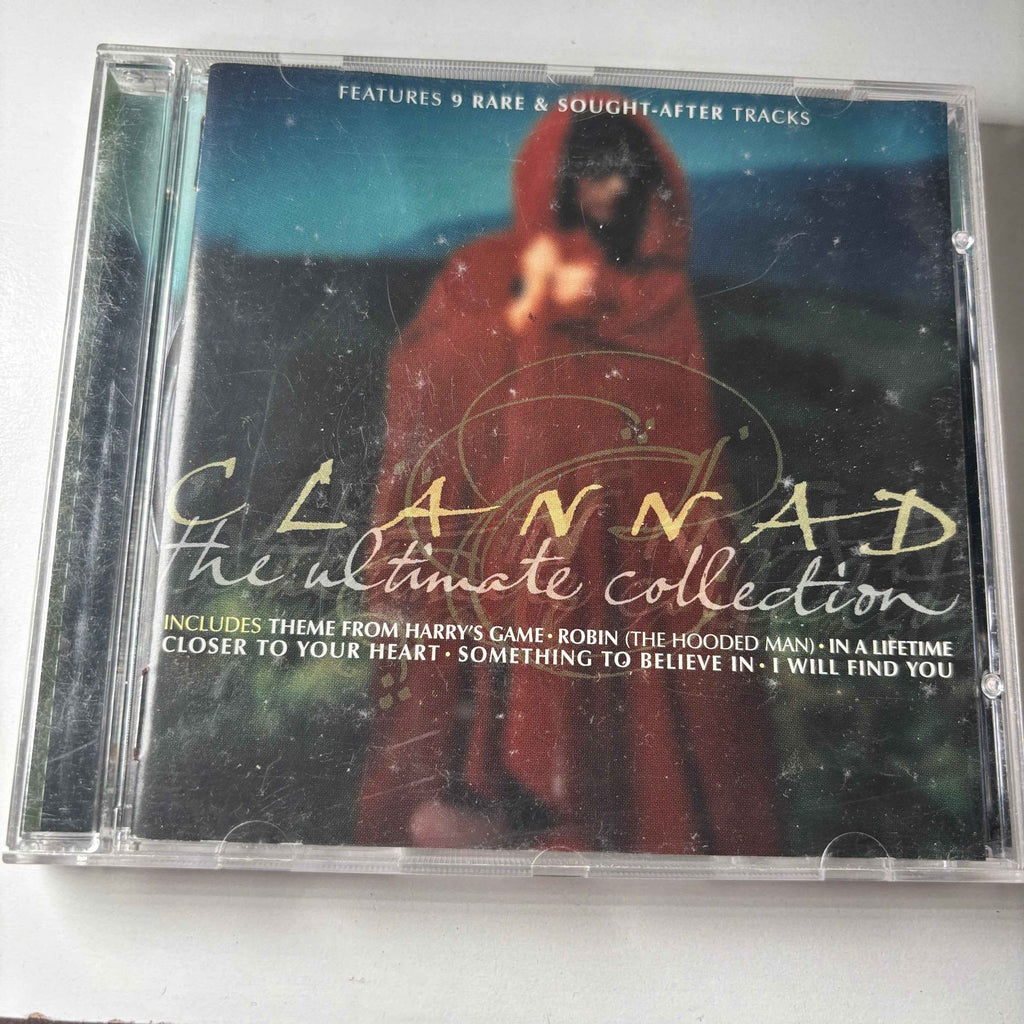 FEATURES 9 RARE & SOUGHT-AFTER TRACKS
CLANNAD
the ultimate collection
INCLUDES THEME FROM HARRY'S GAME • ROBIN (THE HOODED MAN) • IN A LIFETIME
CLOSER TO YOUR HEART • SOMETHING TO BELIEVE IN • I WILL FIND YOU